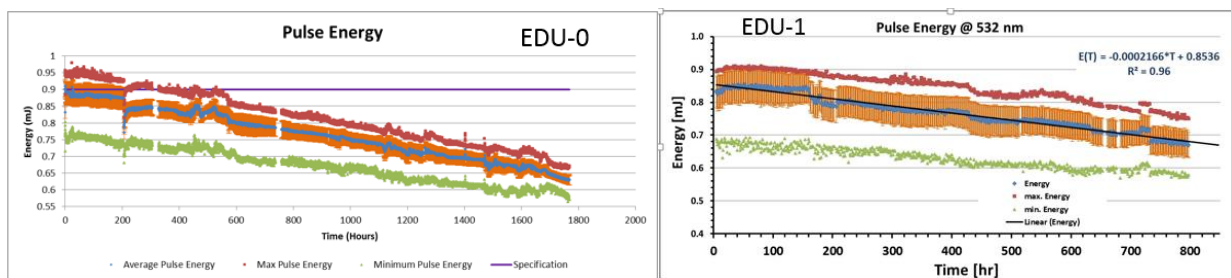 Pulse Energy
EDU-0
1
0.95
0.9
0.85
0.8
0.75
0.7
0.65
0.6
0.55
Energy (mJ)
0
200
400
600
800
1000
1200
1400
1600
1800
2000
Time (Hours)
Average Pulse Energy
Max Pulse Energy
Minimum Pulse Energy
Specification
EDU-1
Pulse Energy @ 532 nm
E(T) = -0.0002166*T + 0.8536
R² = 0.96
1.0
0.9
0.8
0.7
0.6
0.5
0.4
Energy [mJ]
Energy
max. Energy
min. Energy
Linear (Energy)
0
100
200
300
400
500
600
700
800
Time [hr]